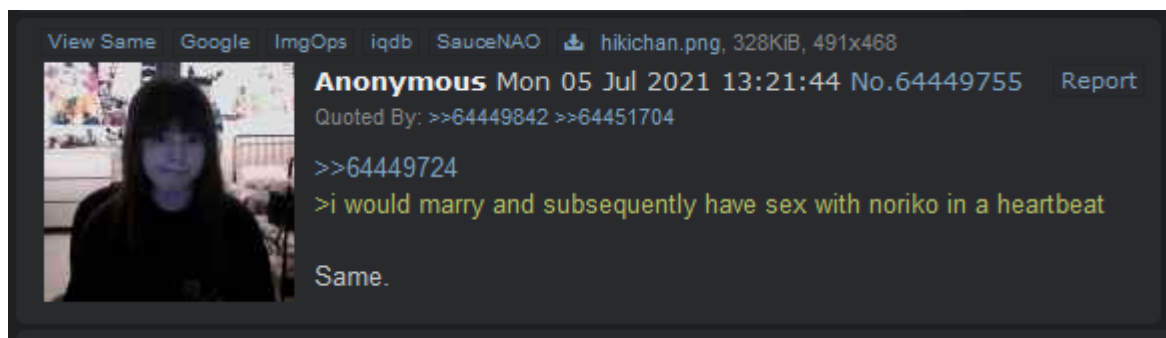 View Same Google ImgOps iqdb SauceNAO hikichan.png, 328KiB, 491x468
Anonymous Mon 05 Jul 2021 13:21:44 No.64449755 Report
Quoted By: >>64449842 >>64451704
>>64449724
>i would marry and subsequently have sex with noriko in a heartbeat
Same.